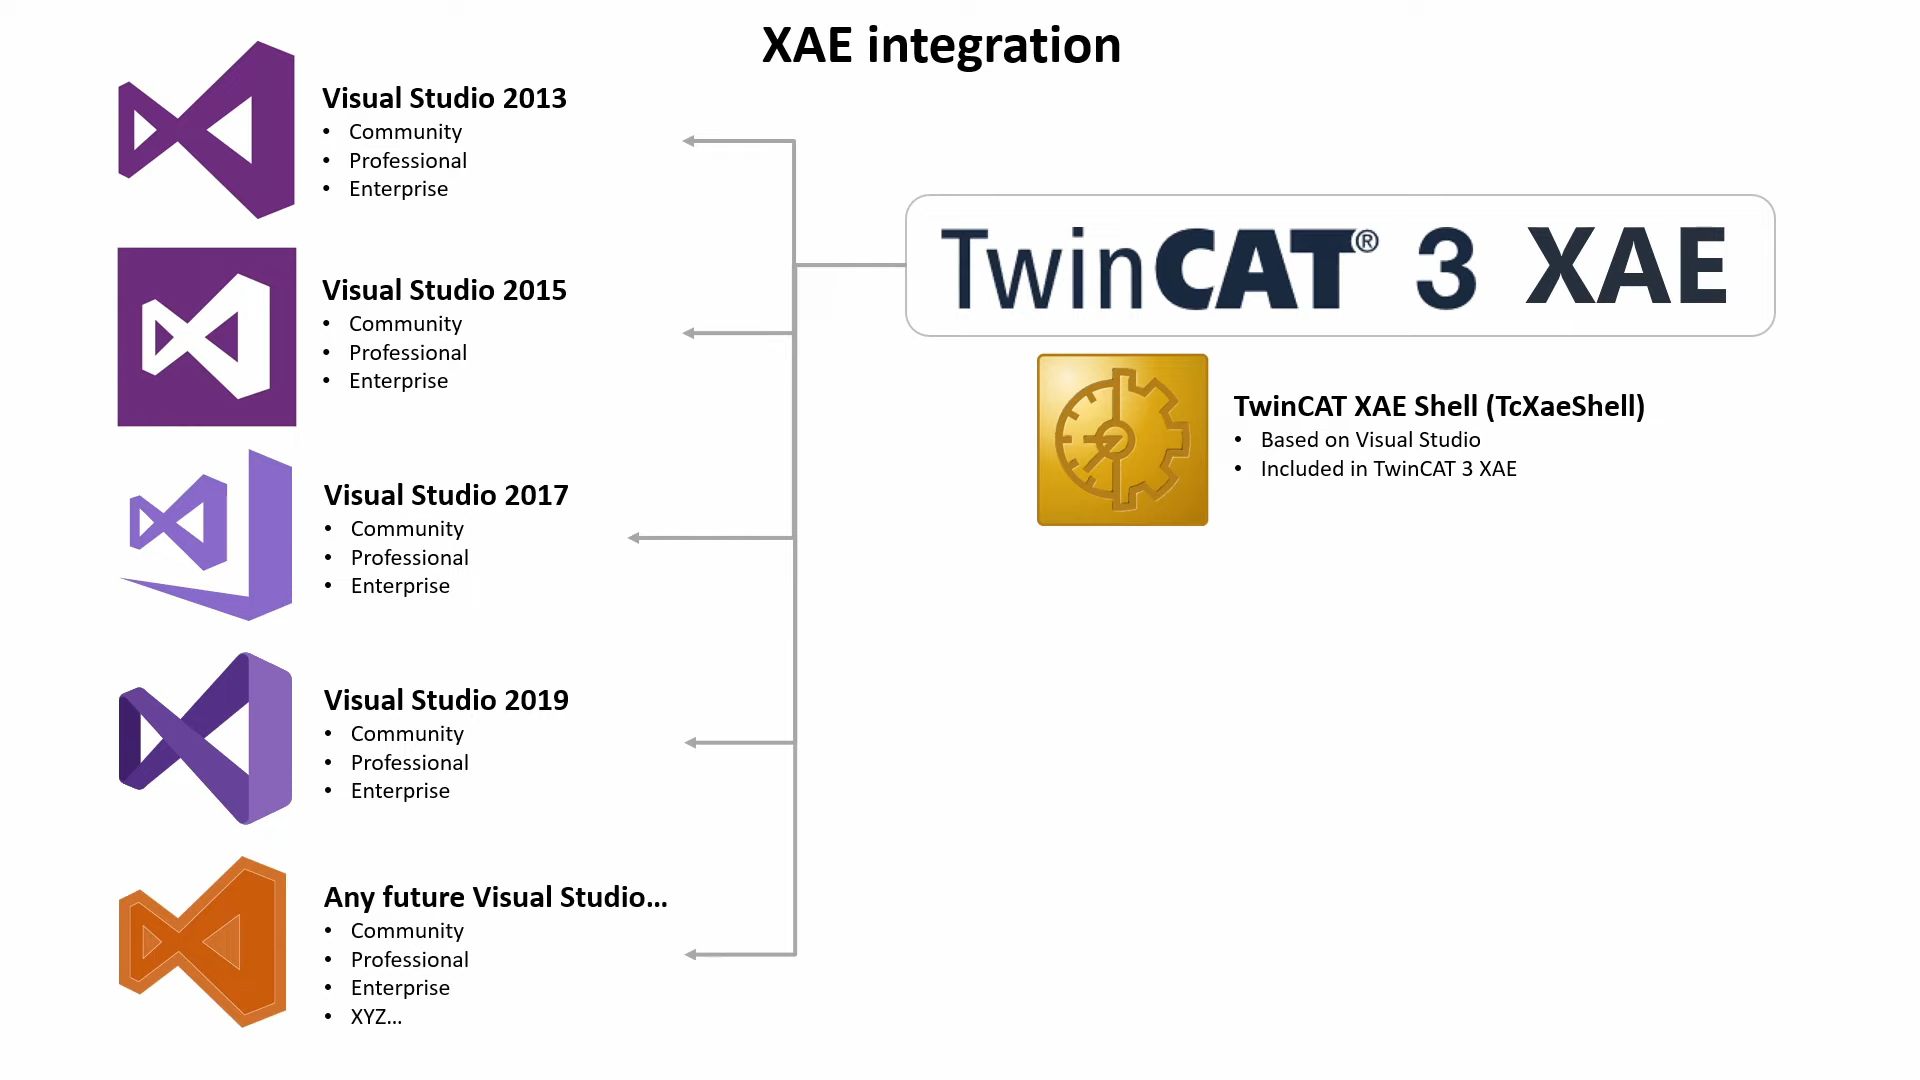 XAE integration
Visual Studio 2013
• Community
• Professional
• Enterprise
Visual Studio 2015
• Community
• Professional
• Enterprise
Visual Studio 2017
• Community
• Professional
• Enterprise
Visual Studio 2019
• Community
• Professional
• Enterprise
Any future Visual Studio...
• Community
• Professional
• Enterprise
• XYZ...
TwinCAT® 3 XAE
TwinCAT XAE Shell (TcXaeShell)
• Based on Visual Studio
• Included in TwinCAT 3 XAE